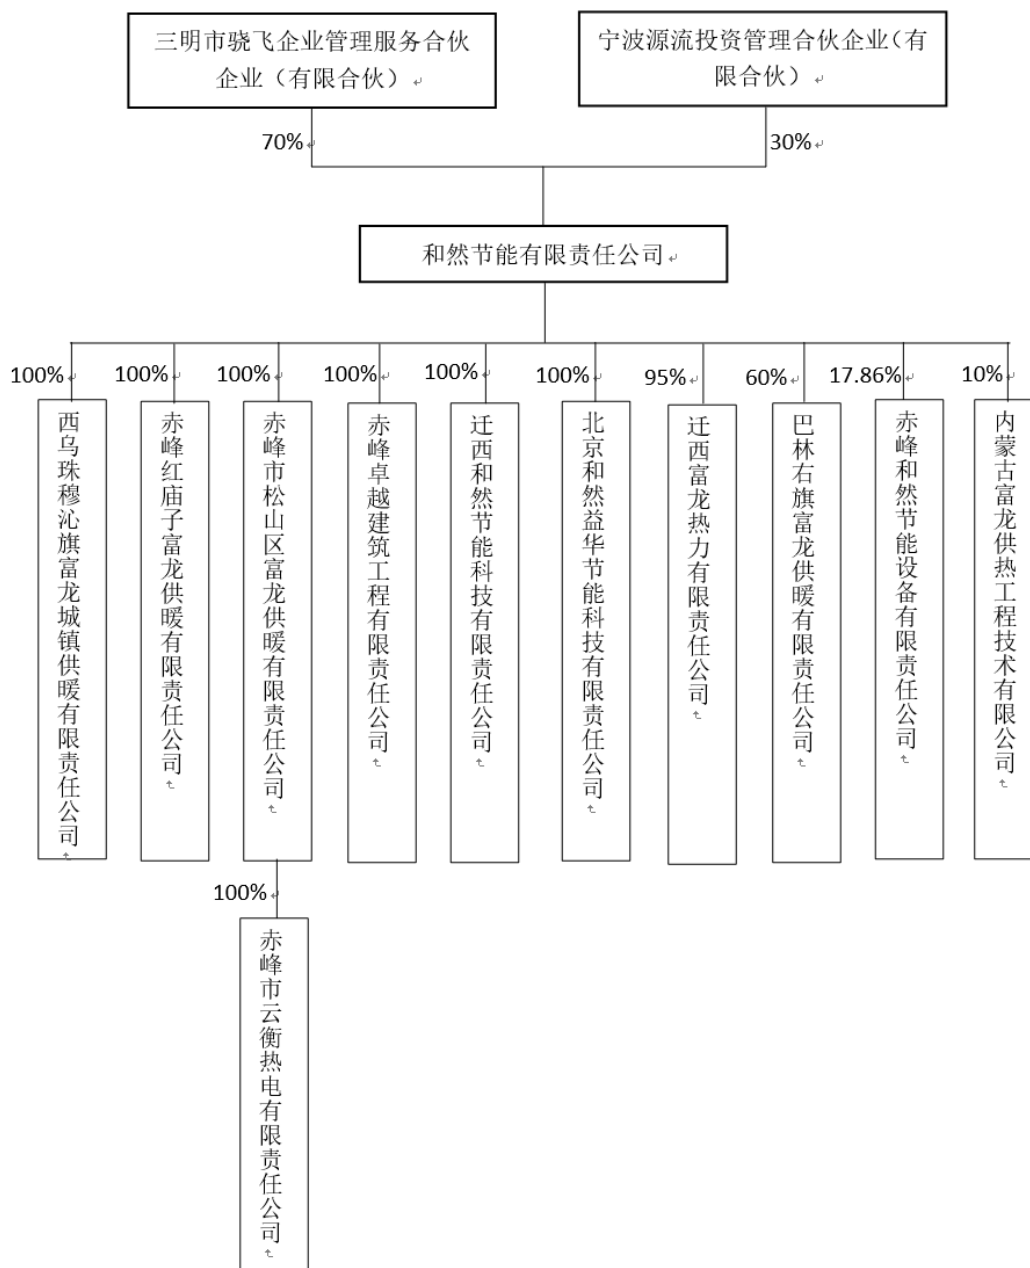 三明市骁飞企业管理服务合伙
企业（有限合伙）
宁波源流投资管理合伙企业（有
限合伙）
70%
30%
和然节能有限责任公司
100%
100%
100%
100%
100%
100%
95%
60%
17.86%
10%
西乌珠穆沁旗富龙城镇供暖有限责任公司
赤峰红庙子富龙供暖有限责任公司
赤峰市松山区富龙供暖有限责任公司
赤峰卓越建筑工程有限责任公司
迁西和然节能科技有限责任公司
北京和然益华节能科技有限责任公司
迁西富龙热力有限责任公司
巴林右旗富龙供暖有限责任公司
赤峰和然节能设备有限责任公司
内蒙古富龙供热工程技术有限公司
100%
赤峰市云衡热电有限责任公司